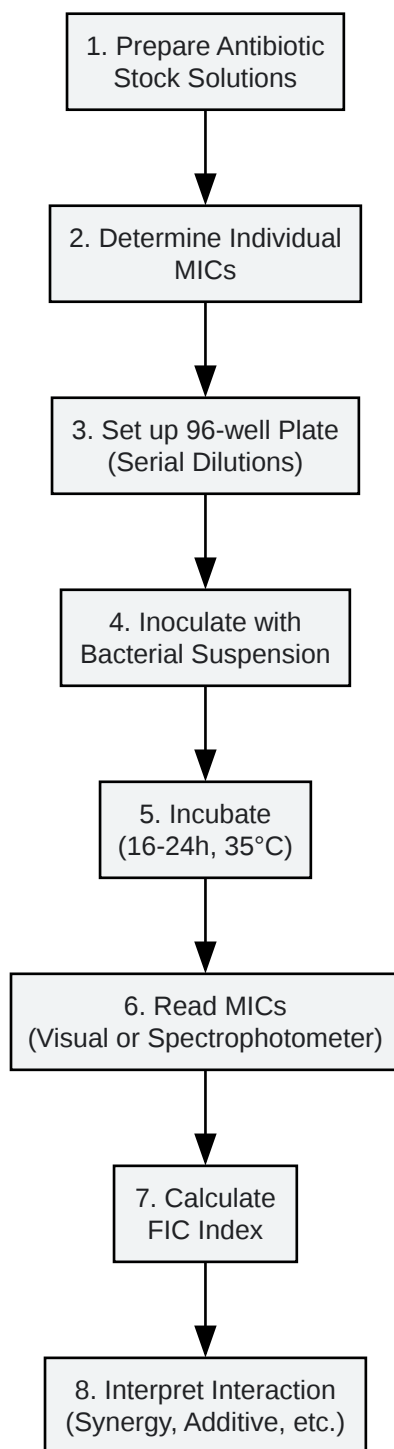 1. Prepare Antibiotic
Stock Solutions
2. Determine Individual
MICs
3. Set up 96-well Plate
(Serial Dilutions)
4. Inoculate with
Bacterial Suspension
5. Incubate
(16-24h, 35°C)
6. Read MICs
(Visual or Spectrophotometer)
7. Calculate
FIC Index
8. Interpret Interaction
(Synergy, Additive, etc.)